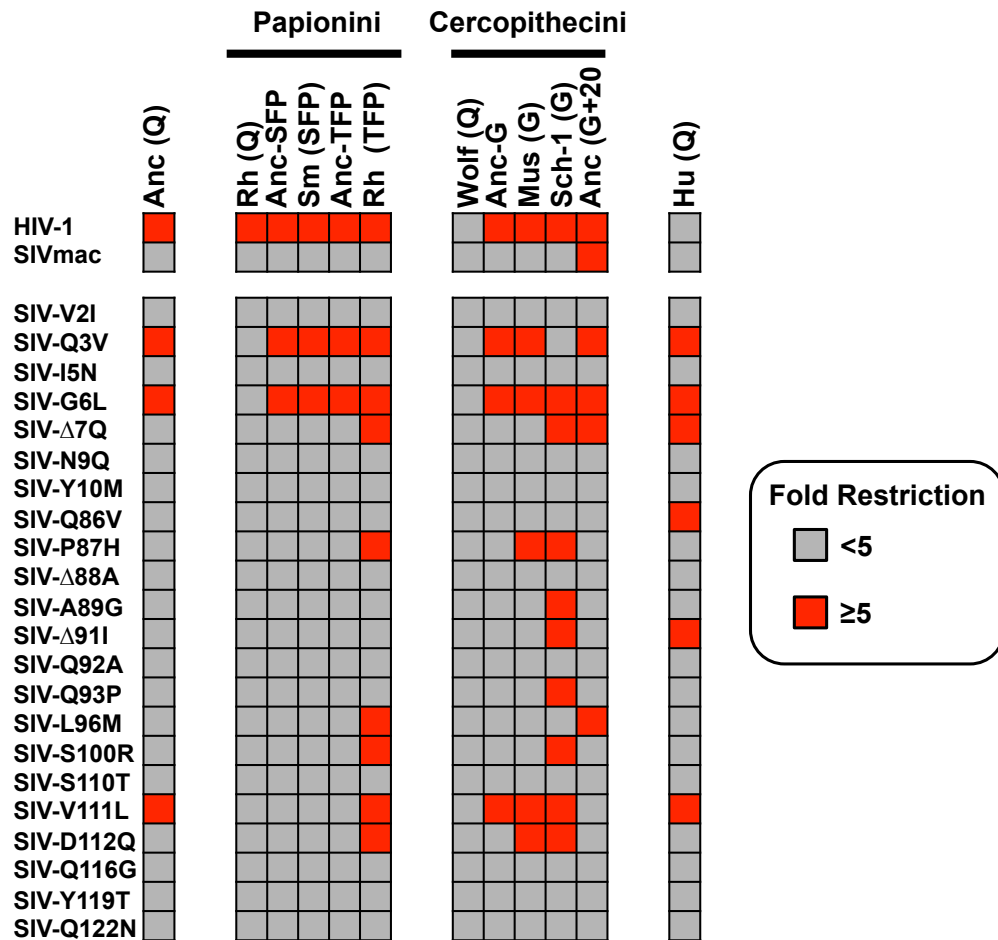 Papionini
Cercopithecini
Anc (Q)
Rh (Q)
Anc-SFP
Sm (SFP)
Anc-TFP
Rh (TFP)
Wolf (Q)
Anc-G
Mus (G)
Sch-1 (G)
Anc (G+20
Hu (Q)
HIV-1
SIVmac
SIV-V2I
SIV-Q3V
SIV-I5N
SIV-G6L
SIV-Δ7Q
SIV-N9Q
SIV-Y10M
SIV-Q86V
SIV-P87H
SIV-Δ88A
SIV-A89G
SIV-Δ91I
SIV-Q92A
SIV-Q93P
SIV-L96M
SIV-S100R
SIV-S110T
SIV-V111L
SIV-D112Q
SIV-Q116G
SIV-Y119T
SIV-Q122N
Fold Restriction
<5
≥5